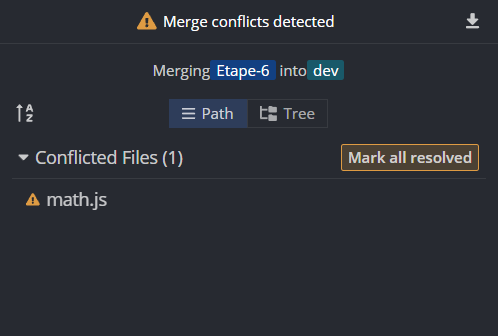 Merge conflicts detected
Merging Etape-6 into dev
A
Z
Path Tree
Conflicted Files (1) Mark all resolved
math.js